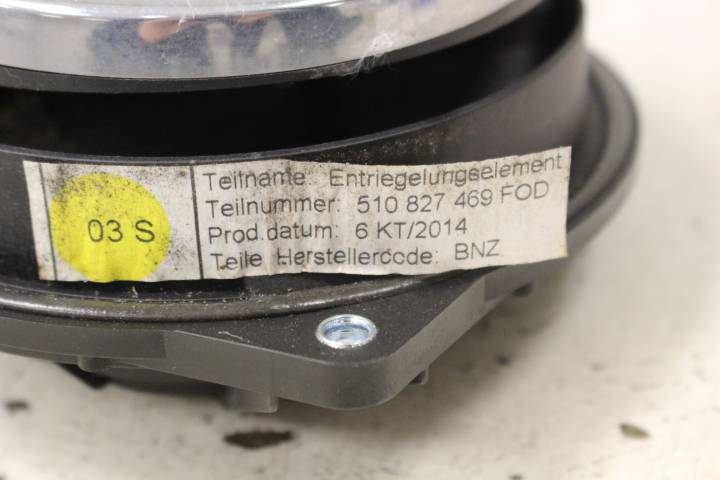 03 S
Teilname: Entriegelungselement
Teilnummer: 510 827 469 FOD
Prod.datum: 6 KT/2014
Teile Herstellercode: BNZ